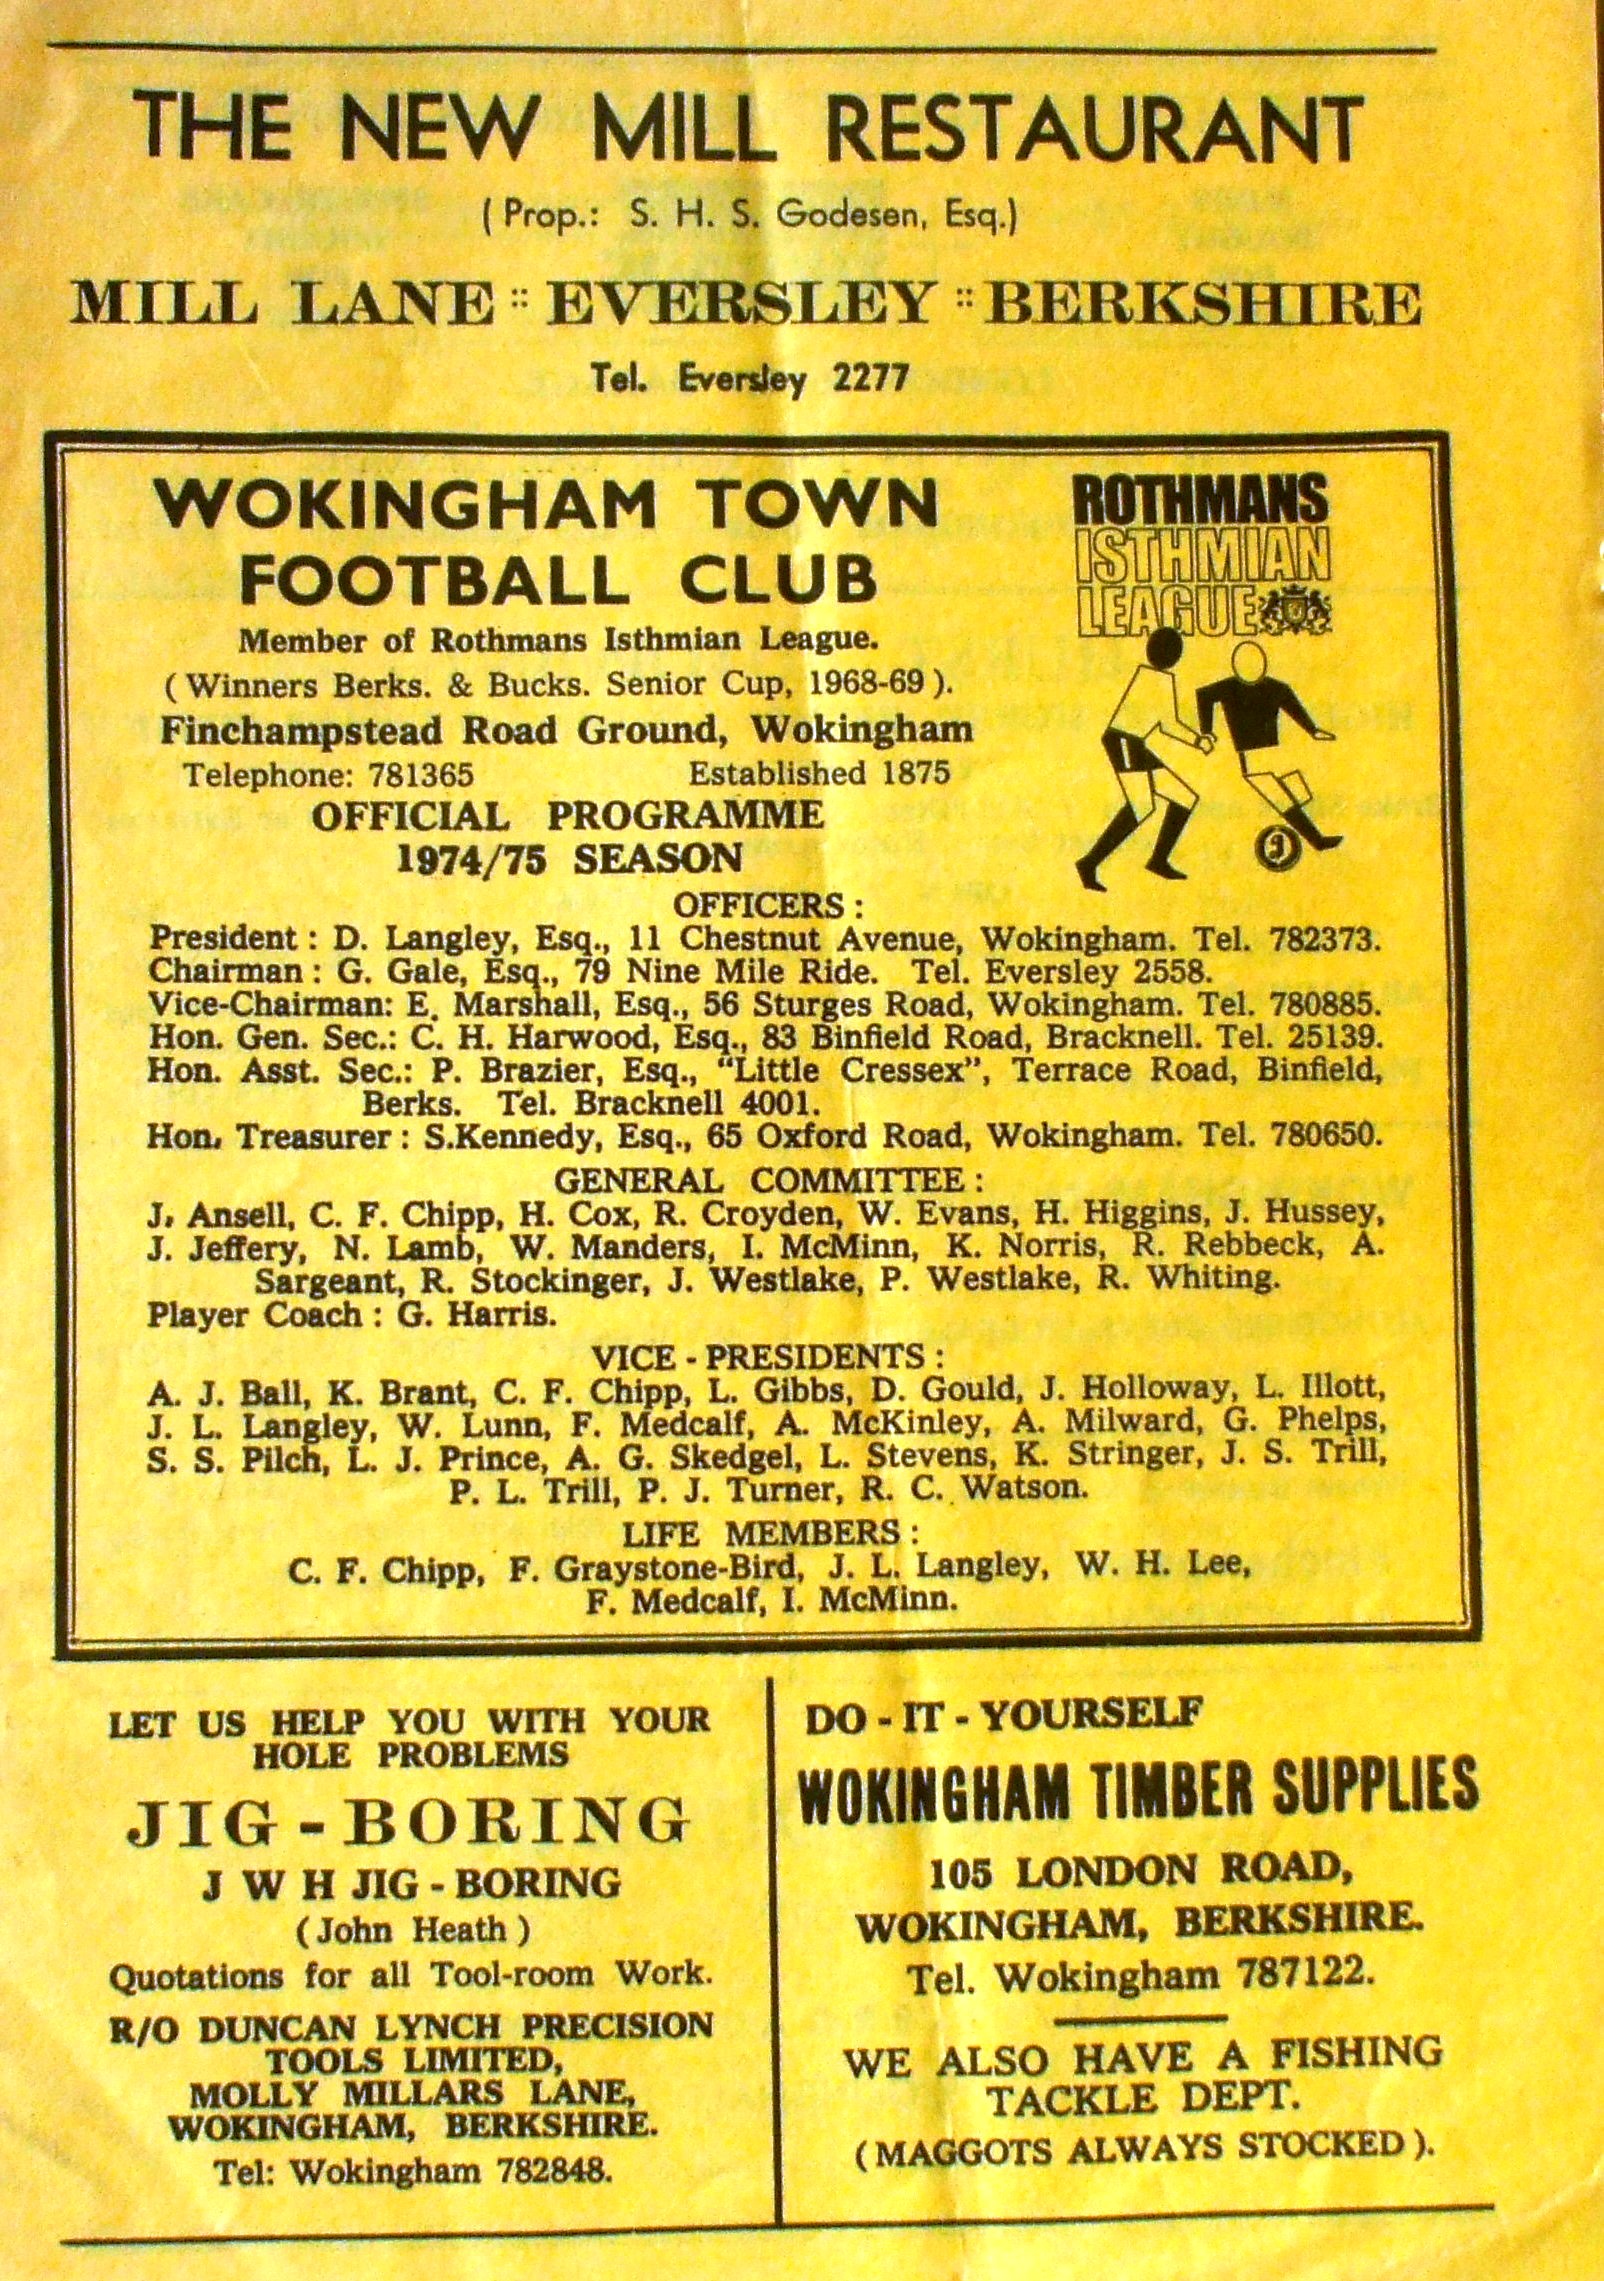 THE NEW MILL RESTAURANT
( Prop.: S. H. S. Godesen, Esq.)
MILL LANE :: EVERSLEY :: BERKSHIRE
Tel. Eversley 2277
WOKINGHAM TOWN
FOOTBALL CLUB
Member of Rothmans Isthmian League.
( Winners Berks. & Bucks. Senior Cup, 1968-69 ).
Finchampstead Road Ground, Wokingham
Telephone: 781365 Established 1875
OFFICIAL PROGRAMME
1974/75 SEASON
ROTHMANS
ISTHMIAN
LEAGUE
OFFICERS :
President : D. Langley, Esq., 11 Chestnut Avenue, Wokingham. Tel. 782373.
Chairman : G. Gale, Esq., 79 Nine Mile Ride. Tel. Eversley 2558.
Vice-Chairman: E. Marshall, Esq., 56 Sturges Road, Wokingham. Tel. 780885.
Hon. Gen. Sec.: C. H. Harwood, Esq., 83 Binfield Road, Bracknell. Tel. 25139.
Hon. Asst. Sec.: P. Brazier, Esq., "Little Cressex", Terrace Road, Binfield,
Berks. Tel. Bracknell 4001.
Hon. Treasurer : S.Kennedy, Esq., 65 Oxford Road, Wokingham. Tel. 780650.
GENERAL COMMITTEE :
J. Ansell, C. F. Chipp, H. Cox, R. Croyden, W. Evans, H. Higgins, J. Hussey,
J. Jeffery, N. Lamb, W. Manders, I. McMinn, K. Norris, R. Rebbeck, A.
Sargeant, R. Stockinger, J. Westlake, P. Westlake, R. Whiting.
Player Coach : G. Harris.
VICE - PRESIDENTS :
A. J. Ball, K. Brant, C. F. Chipp, L. Gibbs, D. Gould, J. Holloway, L. Illott,
J. L. Langley, W. Lunn, F. Medcalf, A. McKinley, A. Milward, G. Phelps,
S. S. Pilch, L. J. Prince, A. G. Skedgel, L. Stevens, K. Stringer, J. S. Trill,
P. L. Trill, P. J. Turner, R. C. Watson.
LIFE MEMBERS :
C. F. Chipp, F. Graystone-Bird, J. L. Langley, W. H. Lee,
F. Medcalf, I. McMinn.
LET US HELP YOU WITH YOUR
HOLE PROBLEMS
JIG - BORING
J W H JIG - BORING
( John Heath )
Quotations for all Tool-room Work.
R/O DUNCAN LYNCH PRECISION
TOOLS LIMITED,
MOLLY MILLARS LANE,
WOKINGHAM, BERKSHIRE.
Tel: Wokingham 782848.
DO - IT - YOURSELF
WOKINGHAM TIMBER SUPPLIES
105 LONDON ROAD,
WOKINGHAM, BERKSHIRE.
Tel. Wokingham 787122.
WE ALSO HAVE A FISHING
TACKLE DEPT.
( MAGGOTS ALWAYS STOCKED ).